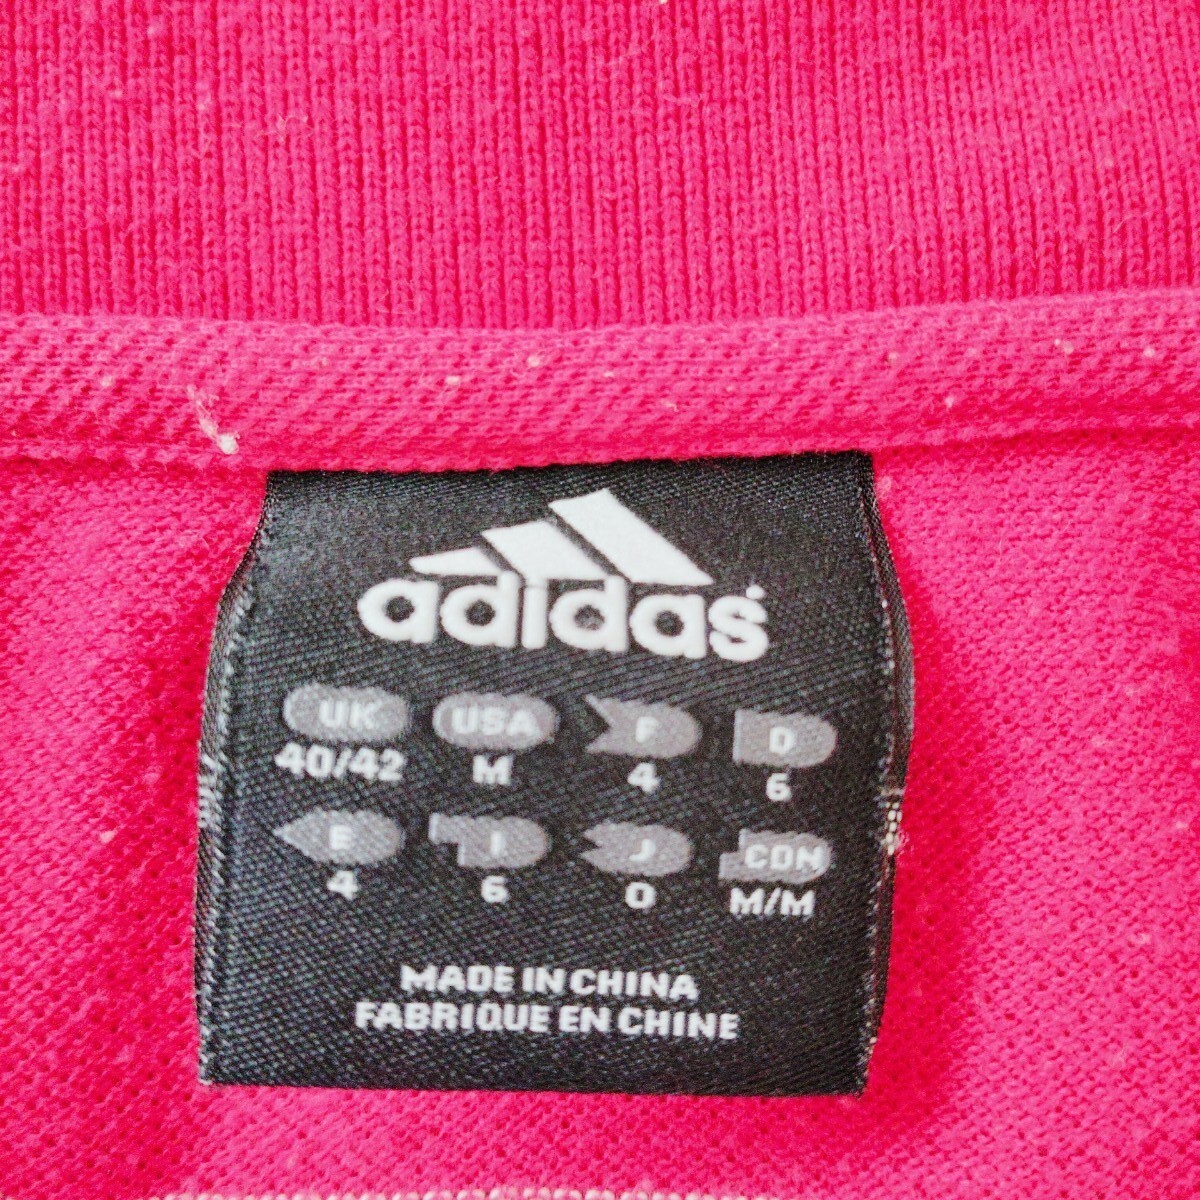 adidas
UK USA F D
40/42 M 4 6
E I J CDN
4 6 O M/M
MADE IN CHINA
FABRIQUE EN CHINE